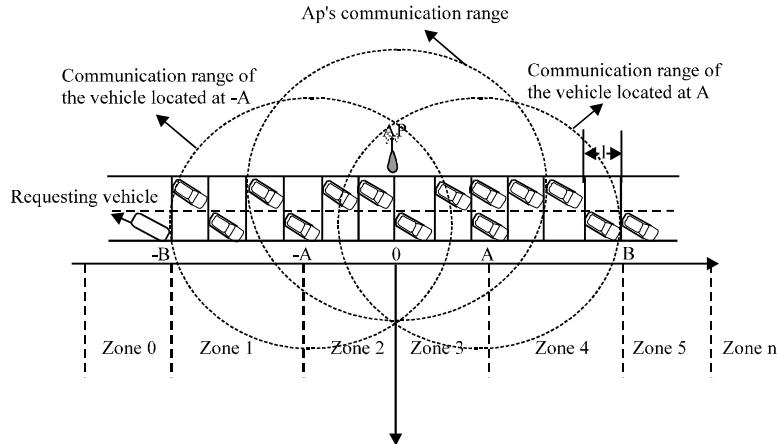 Ap's communication range
Communication range of
the vehicle located at -A
Communication range of
the vehicle located at A
AP
l
Requesting vehicle
-B
-A
0
A
B
Zone 0
Zone 1
Zone 2
Zone 3
Zone 4
Zone 5
Zone n